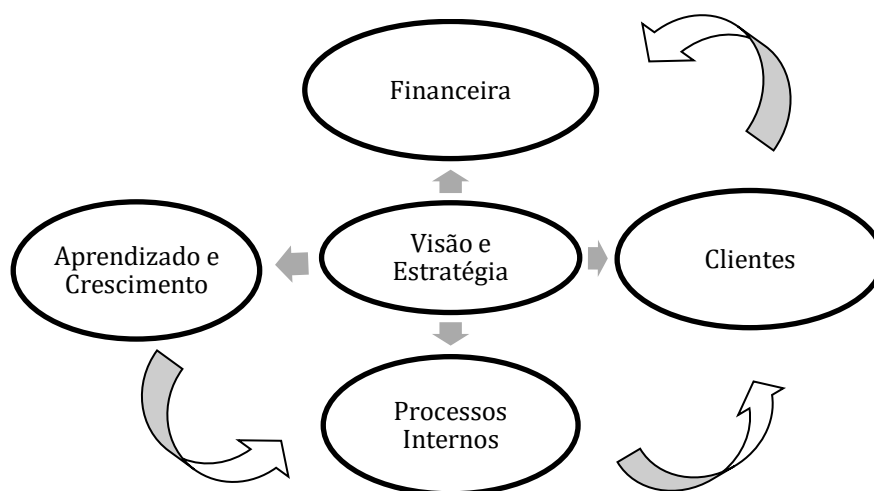 Financeira
Aprendizado e
Crescimento
Visão e
Estratégia
Clientes
Processos
Internos